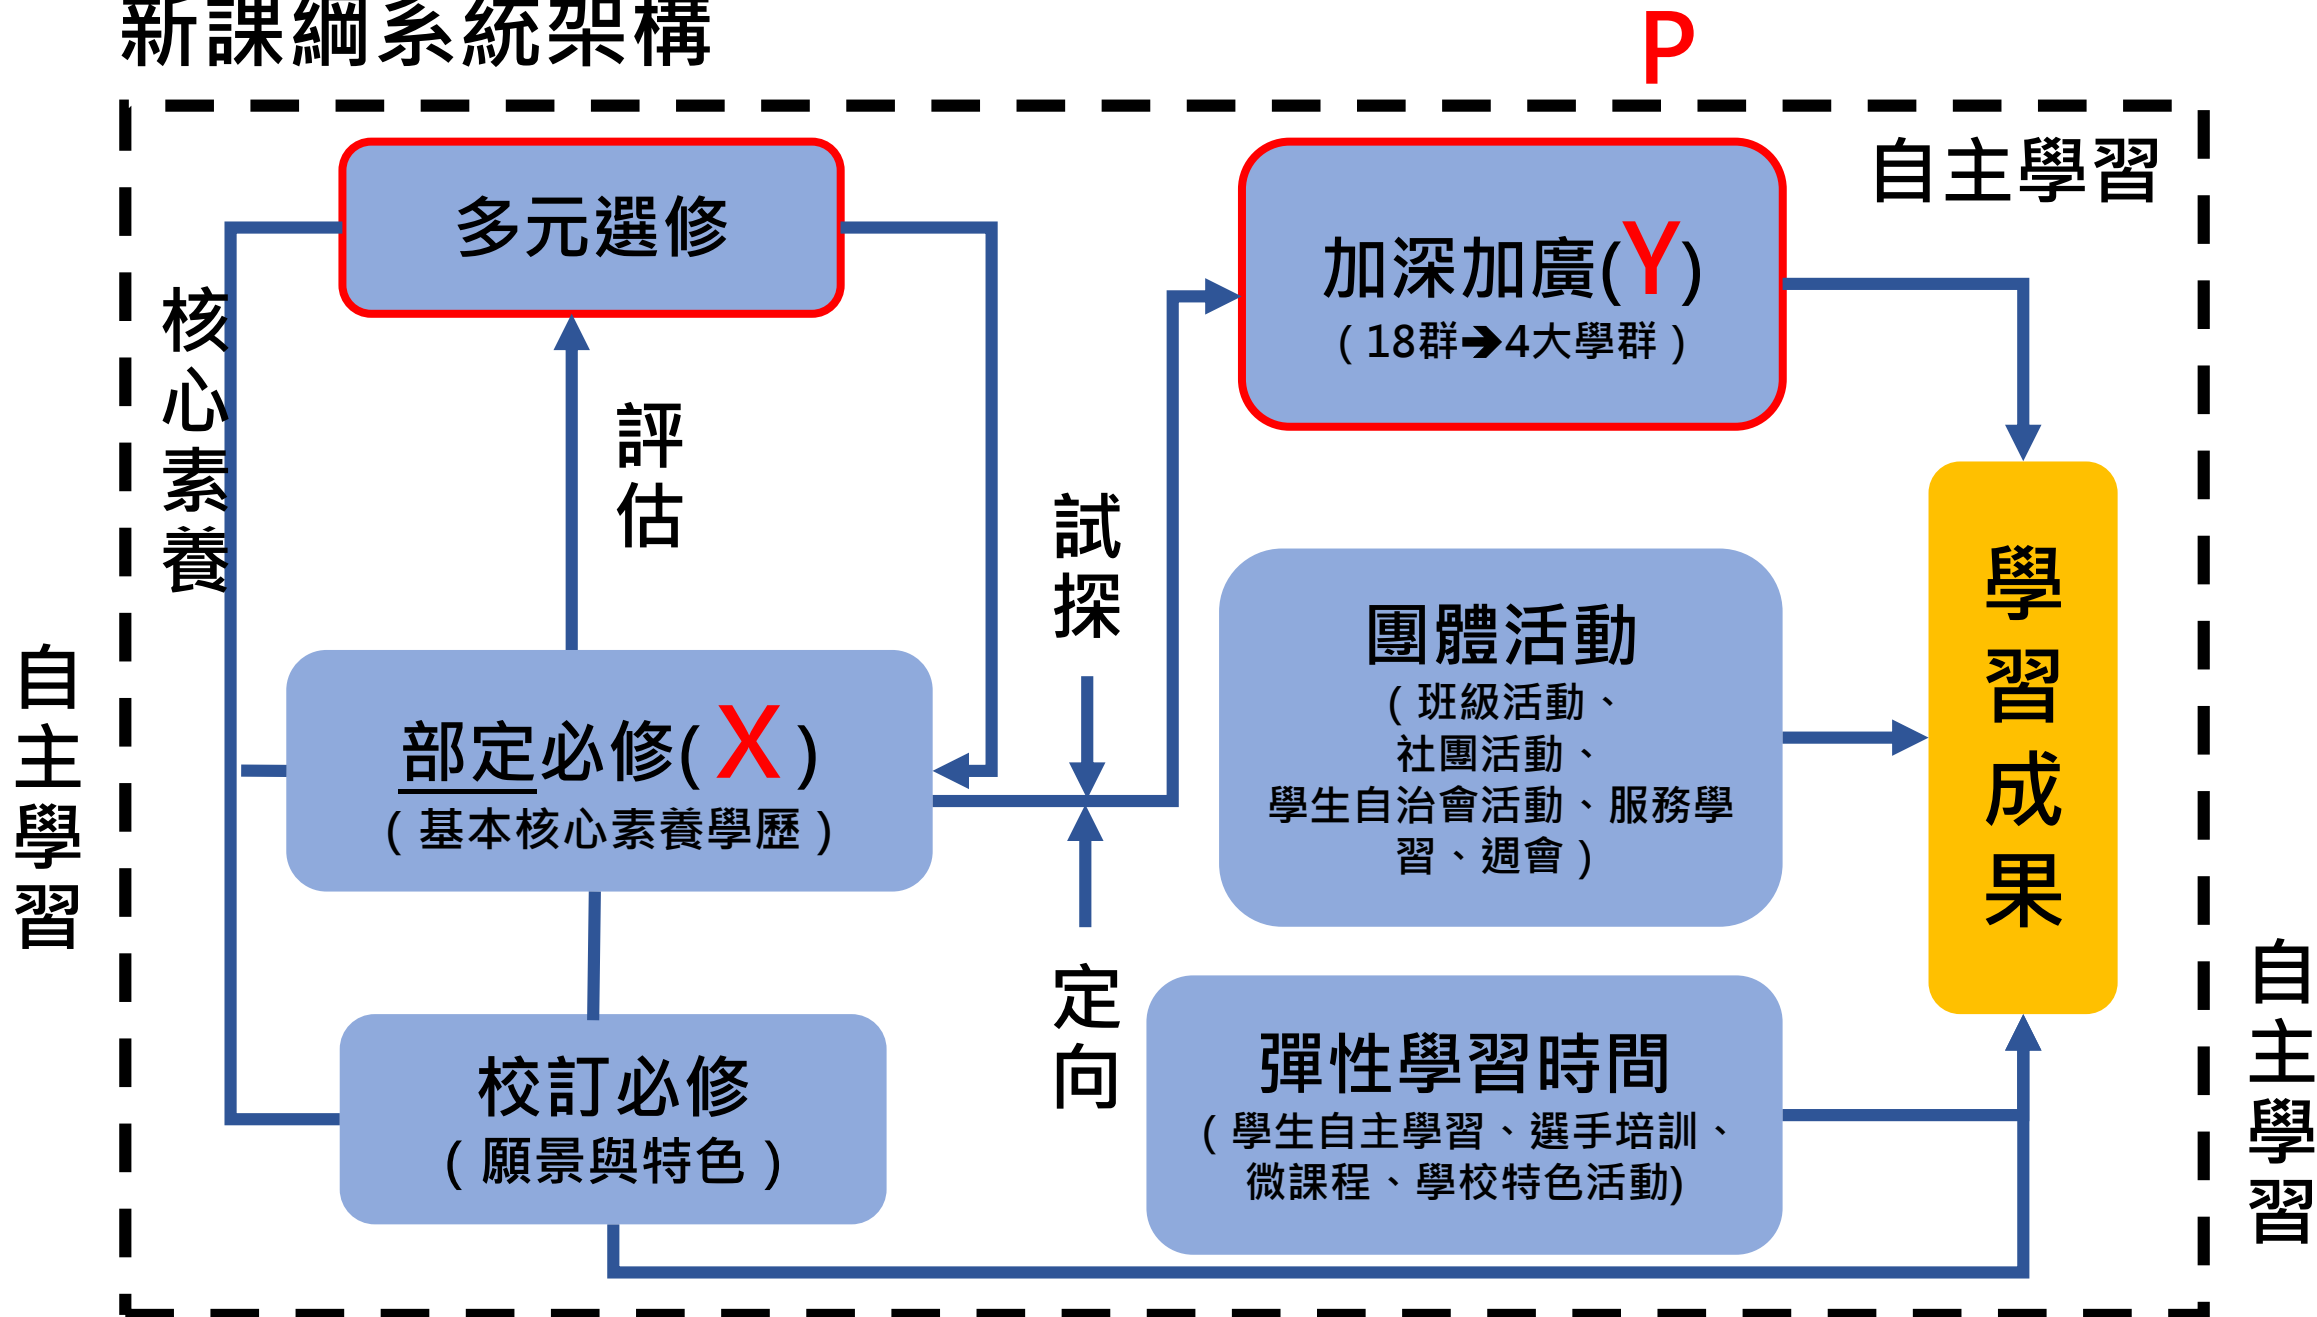 新課綱系統架構
P
自主學習
多元選修
加深加廣(Y)
（18群➔4大學群）
核心素養
評估
試探
自主學習
部定必修(X)
（基本核心素養學歷）
團體活動
（班級活動、
社團活動、
學生自治會活動、服務學
習、週會）
學習成果
定向
校訂必修
（願景與特色）
彈性學習時間
（學生自主學習、選手培訓、
微課程、學校特色活動)
自主學習